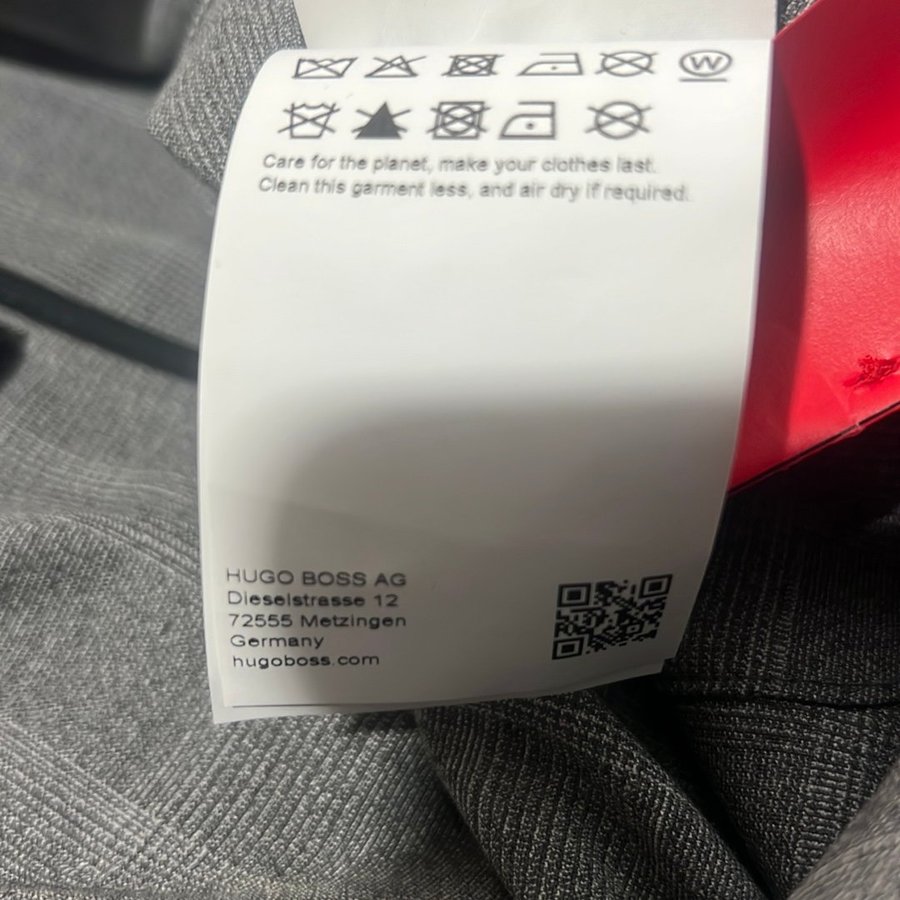 W
Care for the planet, make your clothes last.
Clean this garment less, and air dry if required.
HUGO BOSS AG
Dieselstrasse 12
72555 Metzingen
Germany
hugoboss.com